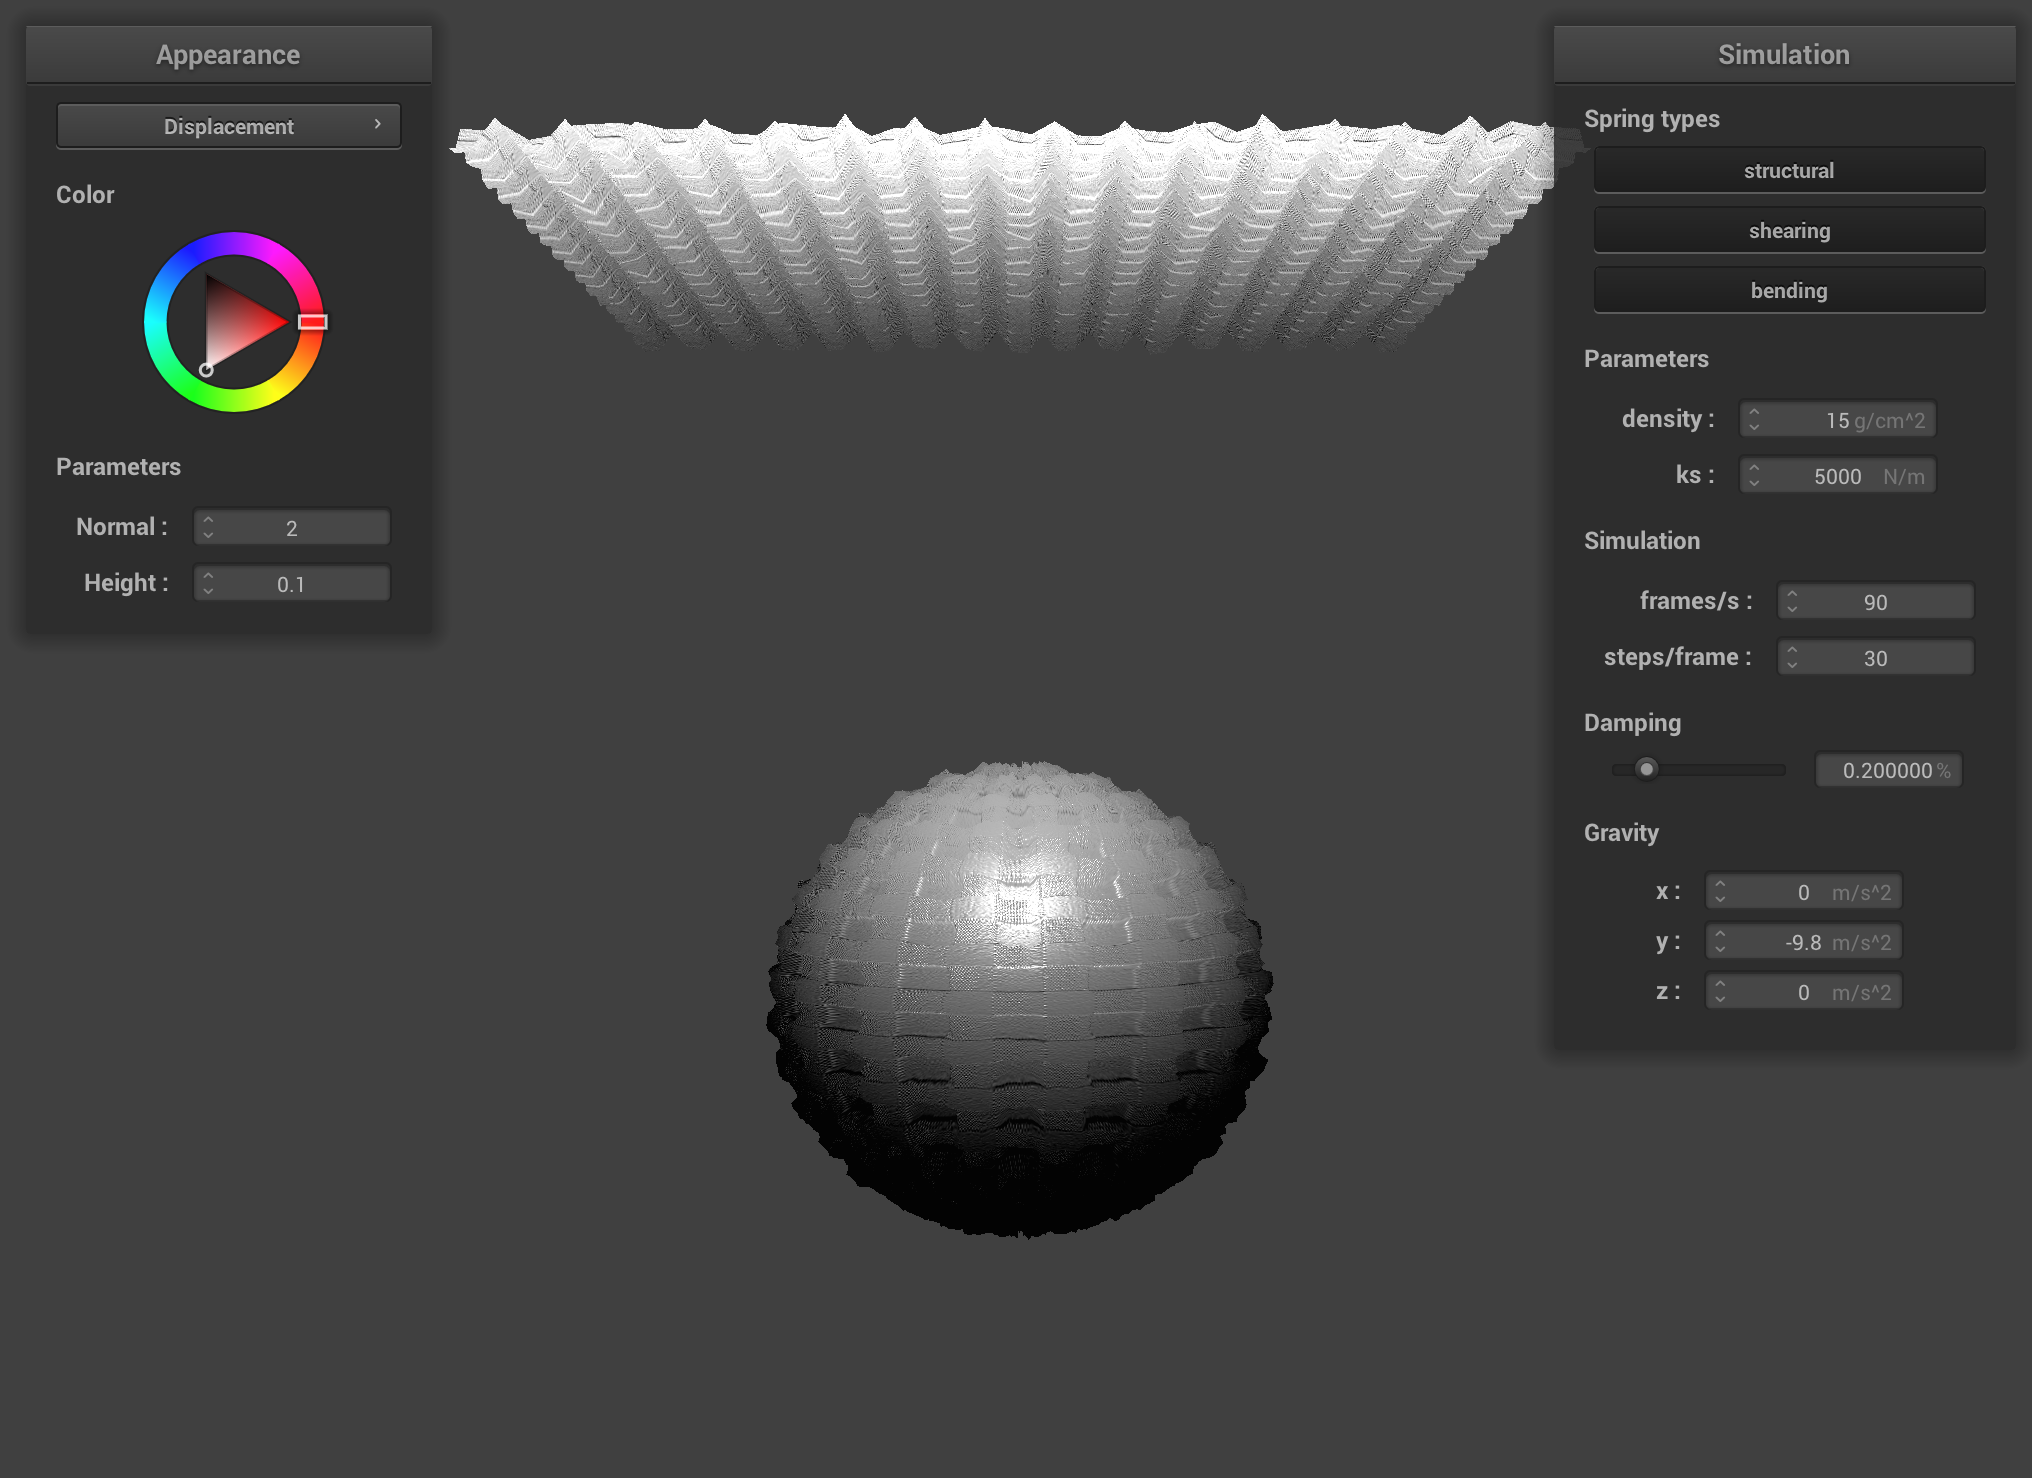 Appearance
Displacement
Color
Parameters
Normal : 2
Height : 0.1
Simulation
Spring types
structural
shearing
bending
Parameters
density : 15 g/cm^2
ks : 5000 N/m
Simulation
frames/s : 90
steps/frame : 30
Damping
0.200000 %
Gravity
x : 0 m/s^2
y : -9.8 m/s^2
z : 0 m/s^2